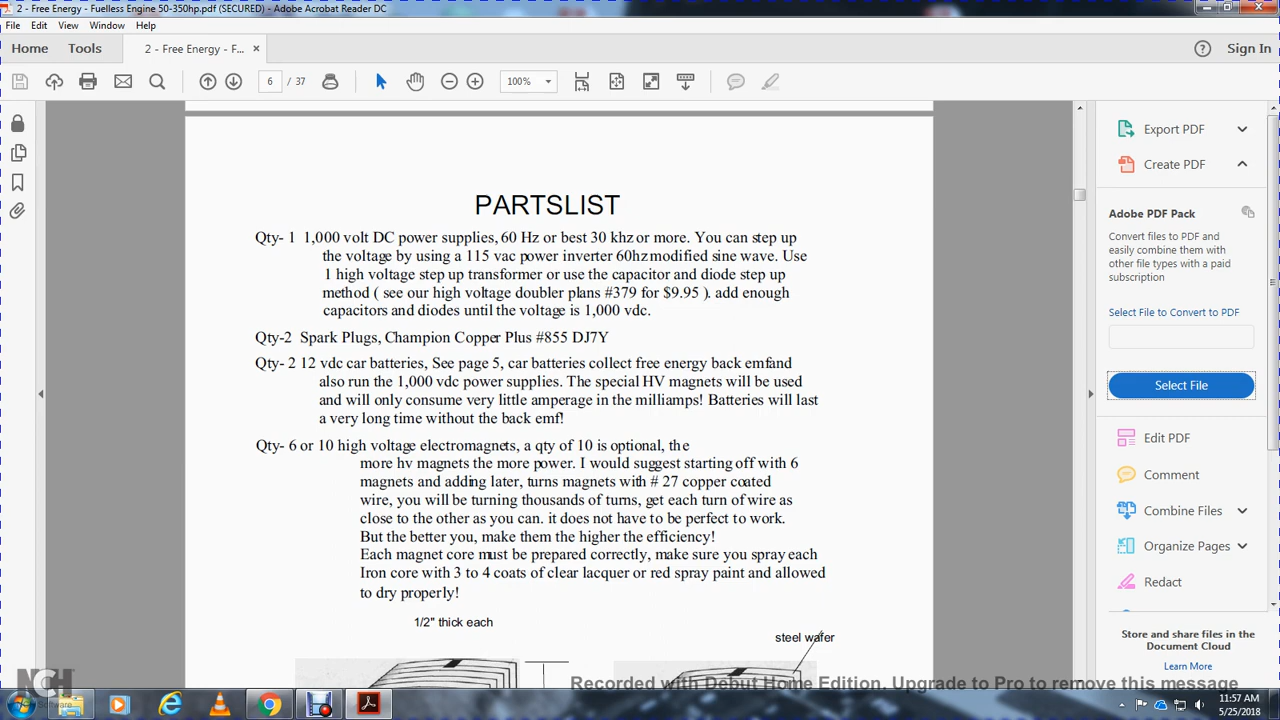 2 - Free Energy - Fuelless Engine 50-350hp.pdf (SECURED) - Adobe Acrobat Reader DC
File Edit View Window Help
Home Tools 2 - Free Energy - F... × Sign In
6 / 37 100%
PARTSLIST
Qty- 1 1,000 volt DC power supplies, 60 Hz or best 30 khz or more. You can step up
the voltage by using a 115 vac power inverter 60hz modified sine wave. Use
1 high voltage step up transformer or use the capacitor and diode step up
method ( see our high voltage doubler plans #379 for $9.95 ). add enough
capacitors and diodes until the voltage is 1,000 vdc.
Qty-2 Spark Plugs, Champion Copper Plus #855 DJ7Y
Qty- 2 12 vdc car batteries, See page 5, car batteries collect free energy back emfand
also run the 1,000 vdc power supplies. The special HV magnets will be used
and will only consume very little amperage in the milliamps! Batteries will last
a very long time without the back emf!
Qty- 6 or 10 high voltage electromagnets, a qty of 10 is optional, the
more hv magnets the more power. I would suggest starting off with 6
magnets and adding later, turns magnets with # 27 copper coated
wire, you will be turning thousands of turns, get each turn of wire as
close to the other as you can. it does not have to be perfect to work.
But the better you, make them the higher the efficiency!
Each magnet core must be prepared correctly, make sure you spray each
Iron core with 3 to 4 coats of clear lacquer or red spray paint and allowed
to dry properly!
1/2" thick each
steel wafer
Export PDF
Create PDF
Adobe PDF Pack
Convert files to PDF and
easily combine them with
other file types with a paid
subscription
Select File to Convert to PDF
Select File
Edit PDF
Comment
Combine Files
Organize Pages
Redact
Store and share files in the
Document Cloud
Learn More
NCH Software
Recorded with Debut Home Edition. Upgrade to Pro to remove this message
11:57 AM
5/25/2018